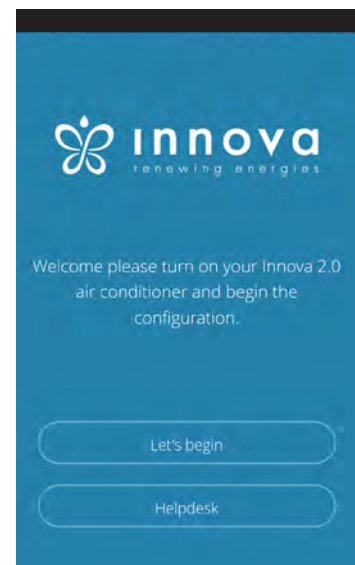 innova
renewing energies
Welcome please turn on your Innova 2.0
air conditioner and begin the
configuration.
Let's begin
Helpdesk